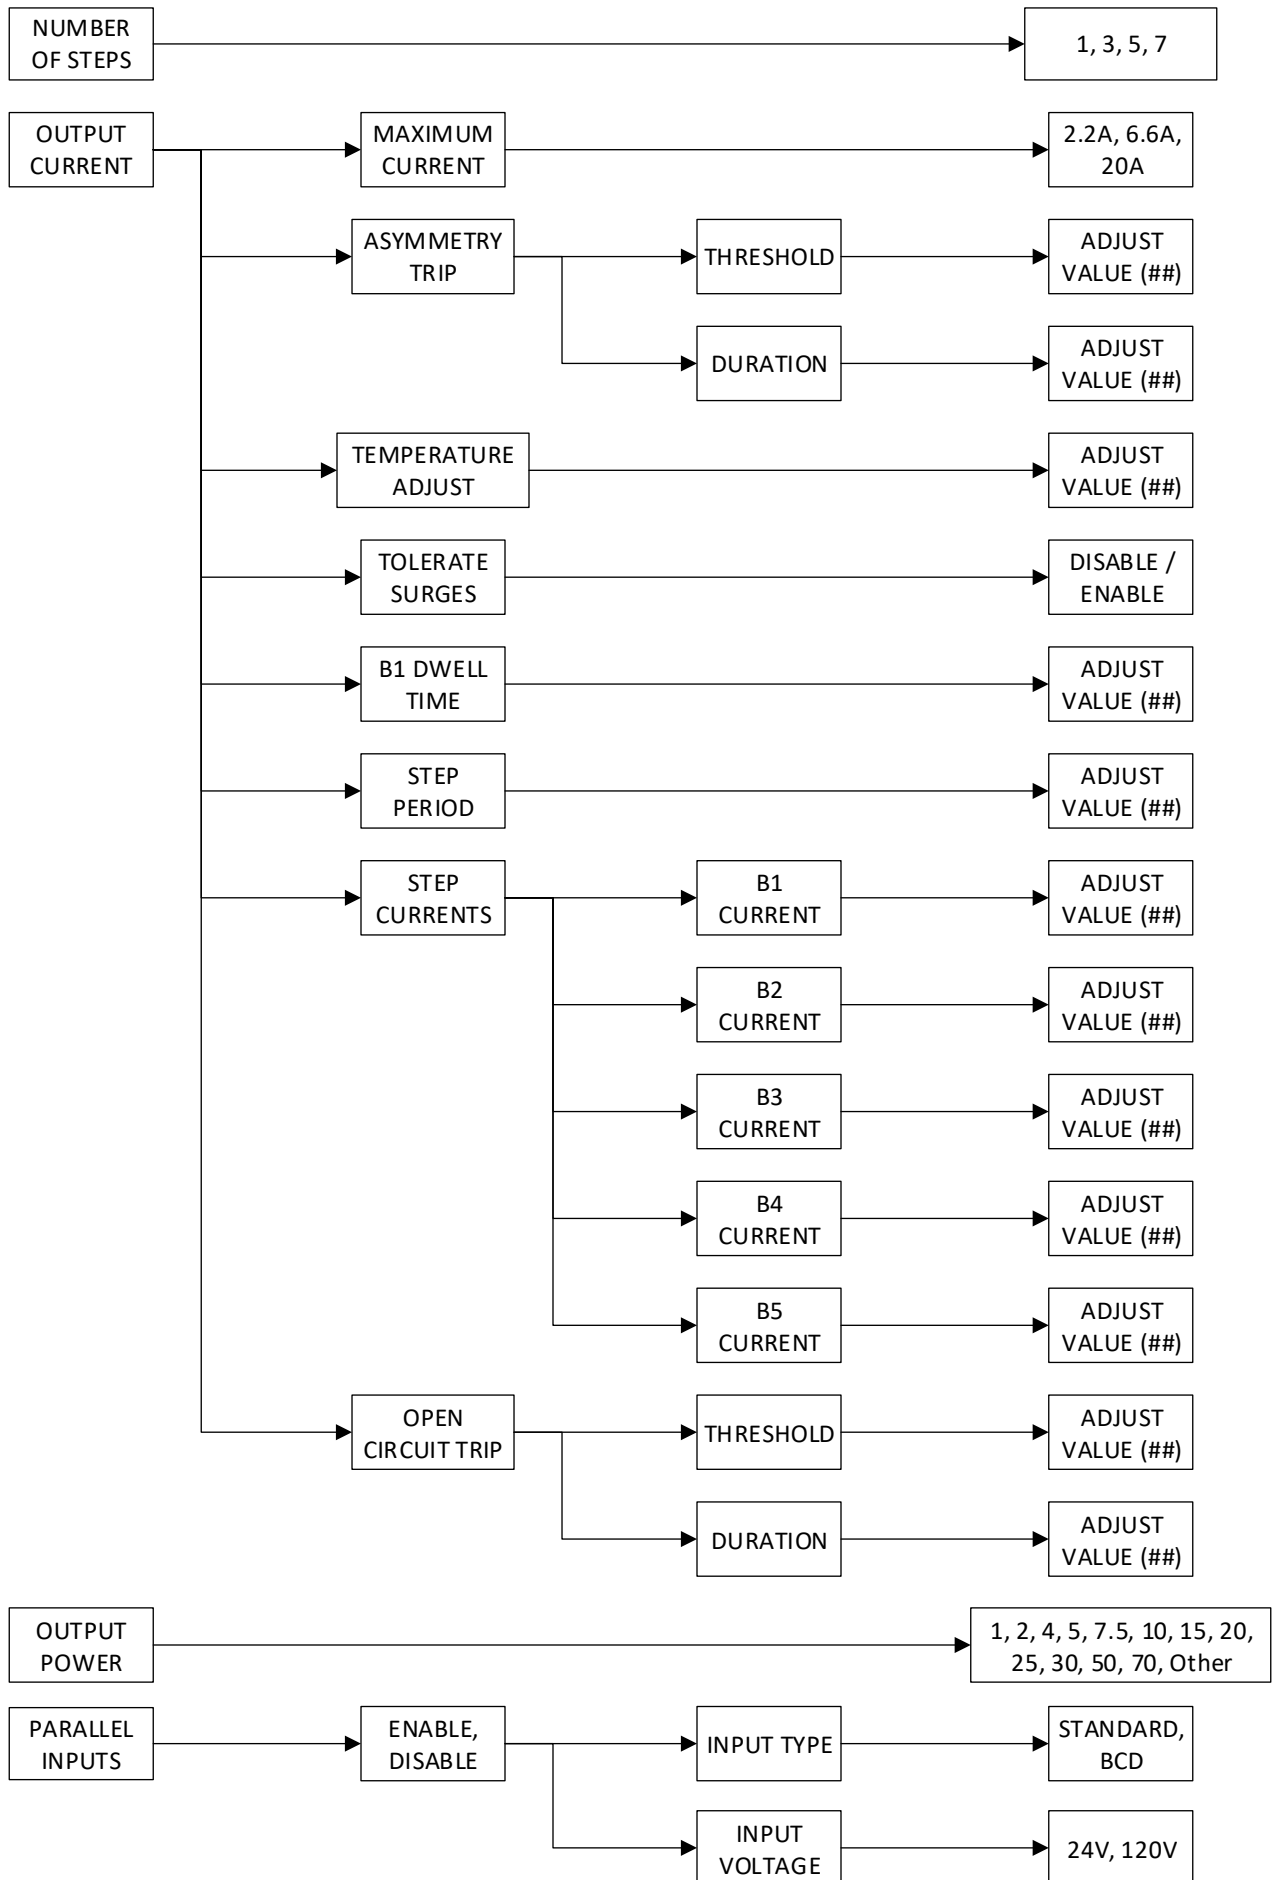 NUMBER
OF STEPS
1, 3, 5, 7
OUTPUT
CURRENT
MAXIMUM
CURRENT
2.2A, 6.6A,
20A
ASYMMETRY
TRIP
THRESHOLD
ADJUST
VALUE (##)
DURATION
ADJUST
VALUE (##)
TEMPERATURE
ADJUST
ADJUST
VALUE (##)
TOLERATE
SURGES
DISABLE /
ENABLE
B1 DWELL
TIME
ADJUST
VALUE (##)
STEP
PERIOD
ADJUST
VALUE (##)
STEP
CURRENTS
B1
CURRENT
ADJUST
VALUE (##)
B2
CURRENT
ADJUST
VALUE (##)
B3
CURRENT
ADJUST
VALUE (##)
B4
CURRENT
ADJUST
VALUE (##)
B5
CURRENT
ADJUST
VALUE (##)
OPEN
CIRCUIT TRIP
THRESHOLD
ADJUST
VALUE (##)
DURATION
ADJUST
VALUE (##)
OUTPUT
POWER
1, 2, 4, 5, 7.5, 10, 15, 20,
25, 30, 50, 70, Other
PARALLEL
INPUTS
ENABLE,
DISABLE
INPUT TYPE
STANDARD,
BCD
INPUT
VOLTAGE
24V, 120V